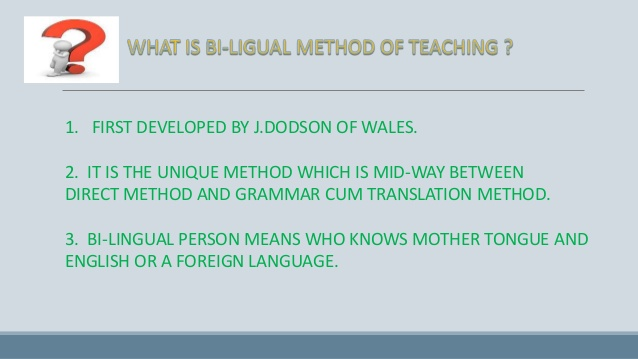 WHAT IS BI-LIGUAL METHOD OF TEACHING ?
1. FIRST DEVELOPED BY J.DODSON OF WALES.
2. IT IS THE UNIQUE METHOD WHICH IS MID-WAY BETWEEN
DIRECT METHOD AND GRAMMAR CUM TRANSLATION METHOD.
3. BI-LINGUAL PERSON MEANS WHO KNOWS MOTHER TONGUE AND
ENGLISH OR A FOREIGN LANGUAGE.